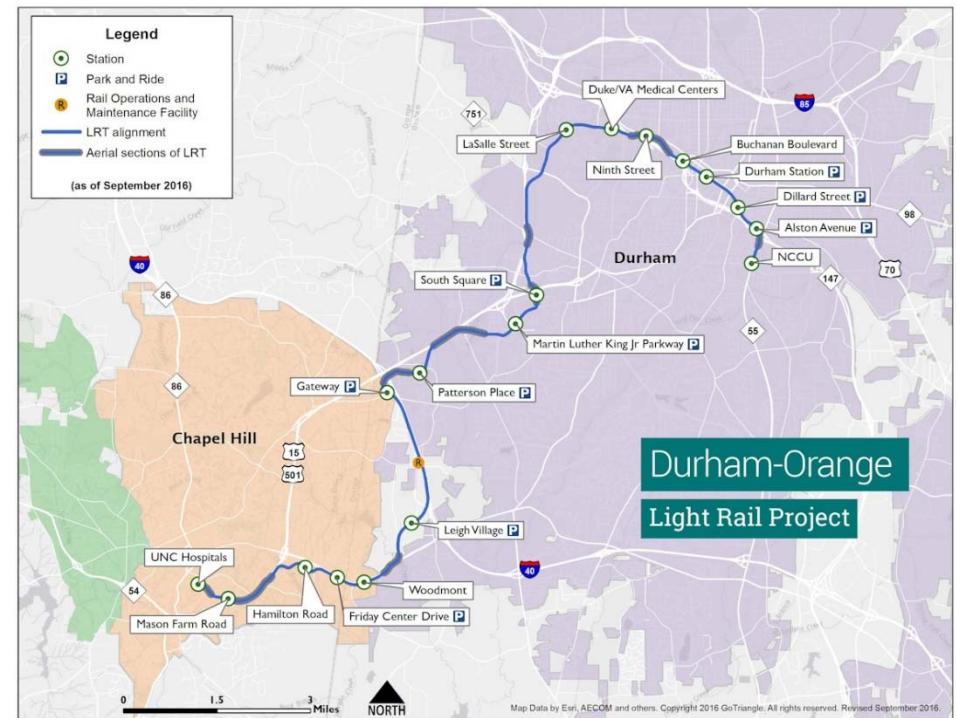 Legend
Station
P Park and Ride
R Rail Operations and
Maintenance Facility
LRT alignment
Aerial sections of LRT
(as of September 2016)
Duke/VA Medical Centers
85
751
LaSalle Street
Ninth Street
Buchanan Boulevard
Durham Station P
Dillard Street P
98
Alston Avenue P
Durham
NCCU
70
147
40
86
South Square P
55
Martin Luther King Jr Parkway P
86
Gateway P
Patterson Place P
Chapel Hill
15
501
R
Durham-Orange
Light Rail Project
Leigh Village P
UNC Hospitals
40
54
Woodmont
Mason Farm Road
Hamilton Road
Friday Center Drive P
0 1.5 3
Miles
NORTH
Map Data by Esri, AECOM and others. Copyright 2016 GoTriangle. All rights reserved. Revised September 2016.